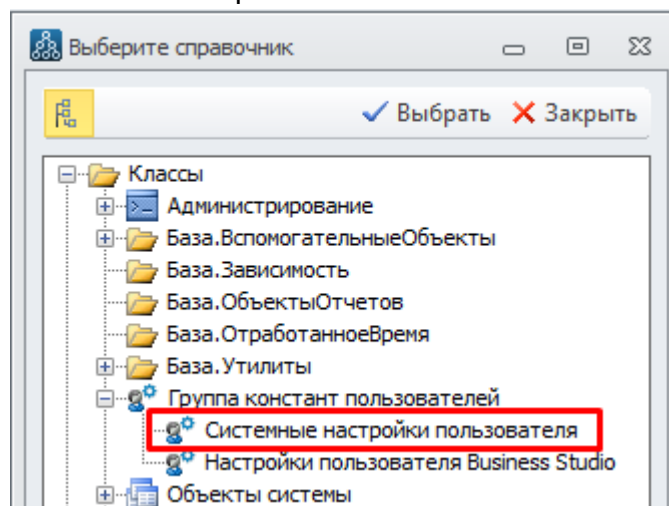 Выберите справочник
Выбрать Закрыть
Классы
Администрирование
База.ВспомогательныеОбъекты
База.Зависимость
База.ОбъектыОтчетов
База.ОтработанноеВремя
База.Утилиты
Группа констант пользователей
Системные настройки пользователя
Настройки пользователя Business Studio
Объекты системы